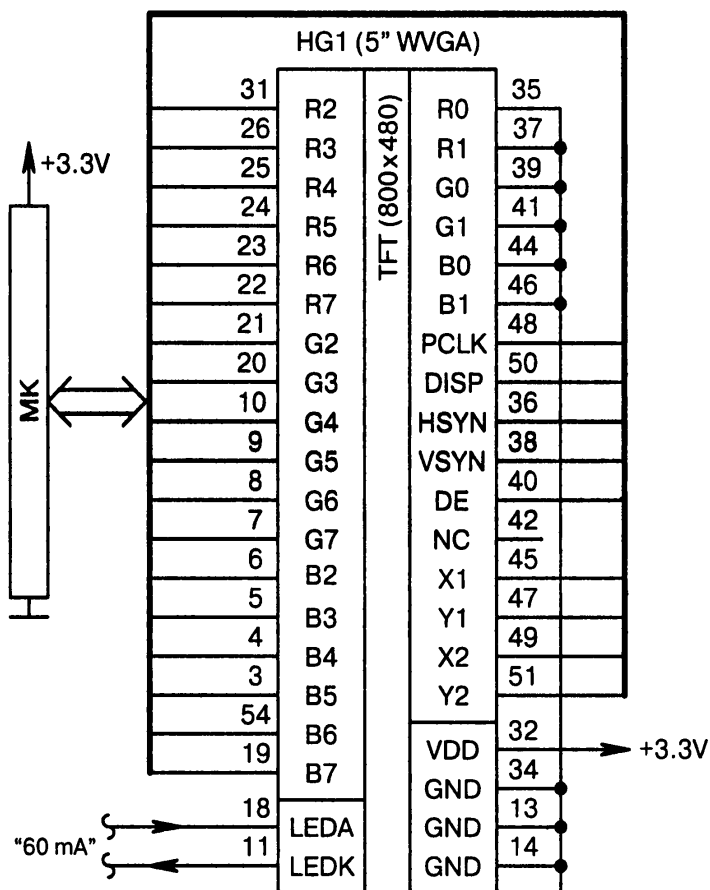 HG1 (5” WVGA)
31 R2
26 R3
25 R4
24 R5
23 R6
22 R7
21 G2
20 G3
10 G4
9 G5
8 G6
7 G7
6 B2
5 B3
4 B4
3 B5
54 B6
19 B7
18 LEDA
11 LEDK
TFT (800x480)
R0 35
R1 37
G0 39
G1 41
B0 44
B1 46
PCLK 48
DISP 50
HSYN 36
VSYN 38
DE 40
NC 42
X1 45
Y1 47
X2 49
Y2 51
VDD 32
GND 34
GND 13
GND 14
+3.3V
MK
“60 mA”
+3.3V